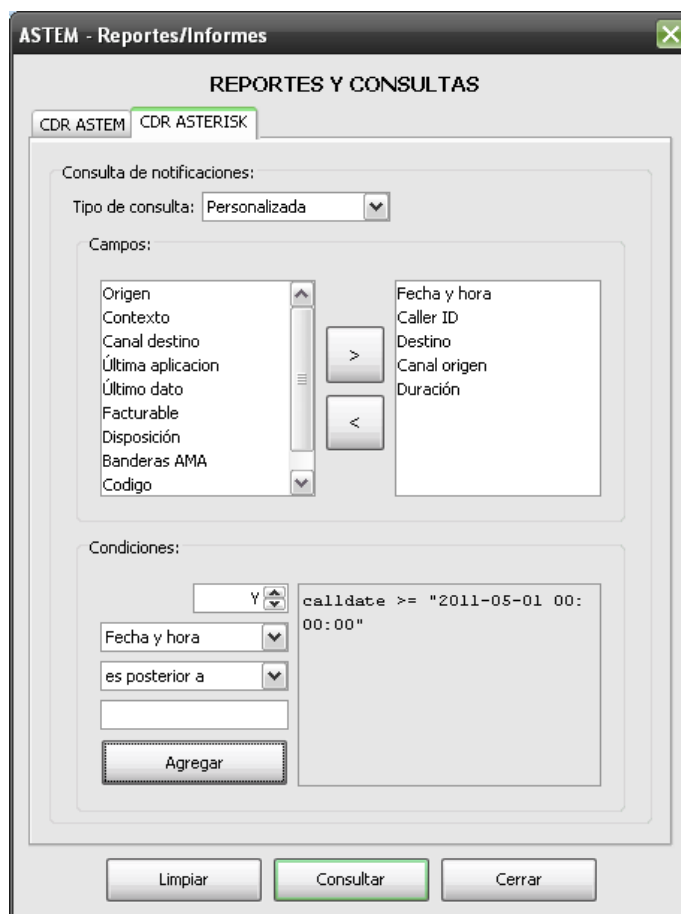 ASTEM - Reportes/Informes
REPORTES Y CONSULTAS
CDR ASTEM
CDR ASTERISK
Consulta de notificaciones:
Tipo de consulta: Personalizada
Campos:
Origen
Contexto
Canal destino
Última aplicacion
Último dato
Facturable
Disposición
Banderas AMA
Codigo
>
<
Fecha y hora
Caller ID
Destino
Canal origen
Duración
Condiciones:
Y
Fecha y hora
es posterior a
Agregar
calldate >= "2011-05-01 00:
00:00"
Limpiar
Consultar
Cerrar